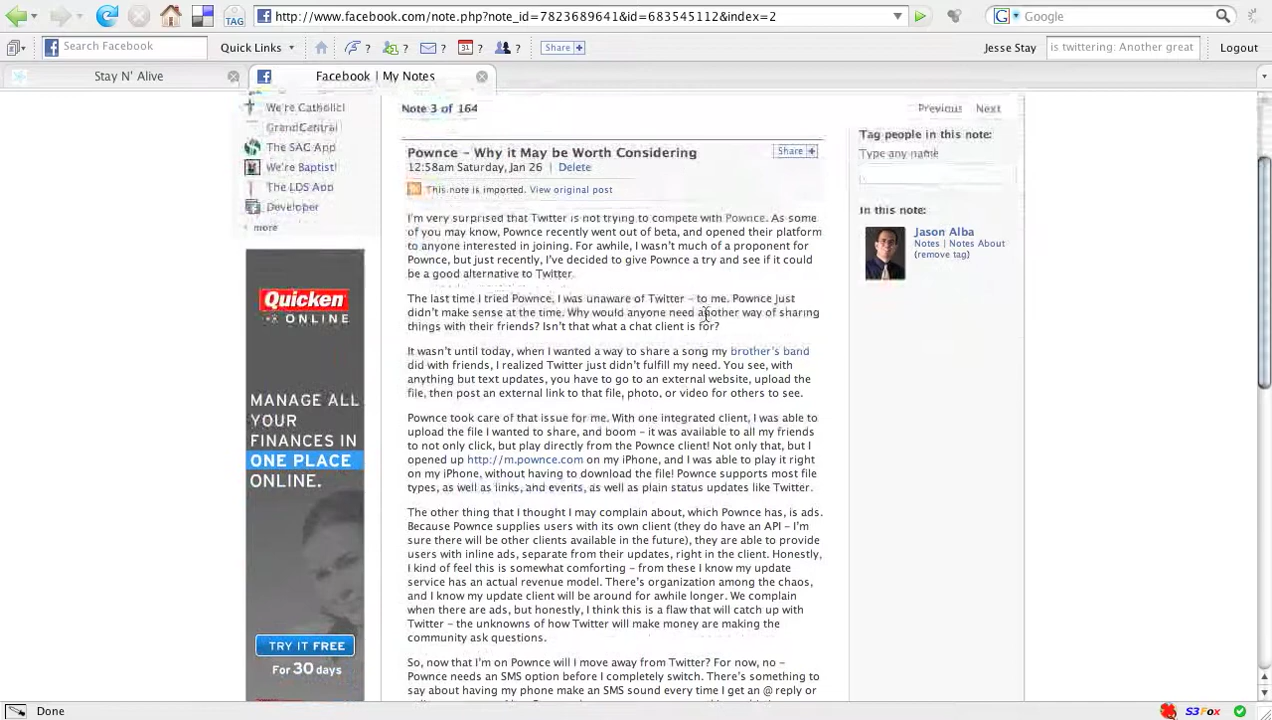 http://www.facebook.com/note.php?note_id=7823689641&id=683545112&index=2
Google
TAG
Search Facebook
Quick Links
?
?
?
31 ?
?
Share +
Jesse Stay
is twittering: Another great
Logout
Stay N' Alive
Facebook | My Notes
We're Catholic!
GrandCentral
The SAC App
We're Baptist!
The LDS App
Developer
more
Quicken
ONLINE
MANAGE ALL
YOUR
FINANCES IN
ONE PLACE
ONLINE.
TRY IT FREE
For 30 days
Note 3 of 164
Previous Next
Pownce – Why it May be Worth Considering
Share +
12:58am Saturday, Jan 26 | Delete
This note is imported. View original post
I'm very surprised that Twitter is not trying to compete with Pownce. As some
of you may know, Pownce recently went out of beta, and opened their platform
to anyone interested in joining. For awhile, I wasn't much of a proponent for
Pownce, but just recently, I've decided to give Pownce a try and see if it could
be a good alternative to Twitter.
The last time I tried Pownce, I was unaware of Twitter – to me. Pownce just
didn't make sense at the time. Why would anyone need another way of sharing
things with their friends? Isn't that what a chat client is for?
It wasn't until today, when I wanted a way to share a song my brother's band
did with friends, I realized Twitter just didn't fulfill my need. You see, with
anything but text updates, you have to go to an external website, upload the
file, then post an external link to that file, photo, or video for others to see.
Pownce took care of that issue for me. With one integrated client, I was able to
upload the file I wanted to share, and boom – it was available to all my friends
to not only click, but play directly from the Pownce client! Not only that, but I
opened up http://m.pownce.com on my iPhone, and I was able to play it right
on my iPhone, without having to download the file! Pownce supports most file
types, as well as links, and events, as well as plain status updates like Twitter.
The other thing that I thought I may complain about, which Pownce has, is ads.
Because Pownce supplies users with its own client (they do have an API – I'm
sure there will be other clients available in the future), they are able to provide
users with inline ads, separate from their updates, right in the client. Honestly,
I kind of feel this is somewhat comforting – from these I know my update
service has an actual revenue model. There's organization among the chaos,
and I know my update client will be around for awhile longer. We complain
when there are ads, but honestly, I think this is a flaw that will catch up with
Twitter – the unknowns of how Twitter will make money are making the
community ask questions.
So, now that I'm on Pownce will I move away from Twitter? For now, no –
Pownce needs an SMS option before I completely switch. There's something to
say about having my phone make an SMS sound every time I get an @ reply or
Tag people in this note:
Type any name
In this note:
Jason Alba
Notes | Notes About
(remove tag)
Done
S3Fox